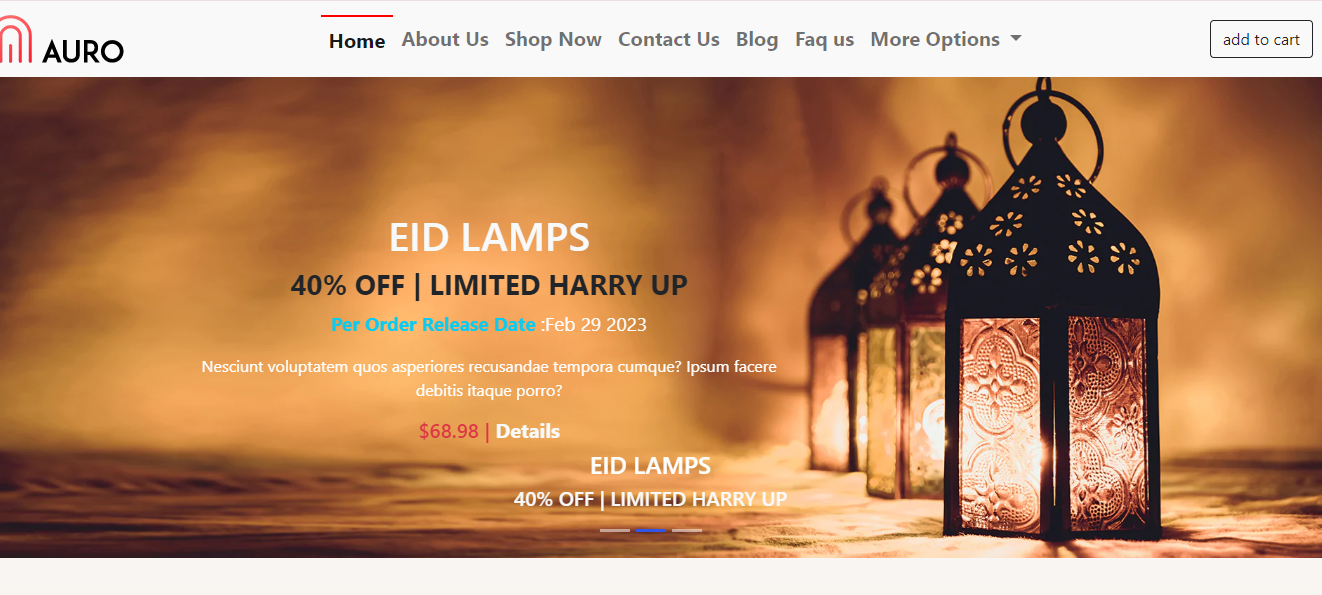 AURO
Home About Us Shop Now Contact Us Blog Faq us More Options
add to cart
EID LAMPS
40% OFF | LIMITED HARRY UP
Per Order Release Date :Feb 29 2023
Nesciunt voluptatem quos asperiores recusandae tempora cumque? Ipsum facere
debitis itaque porro?
$68.98 | Details
EID LAMPS
40% OFF | LIMITED HARRY UP